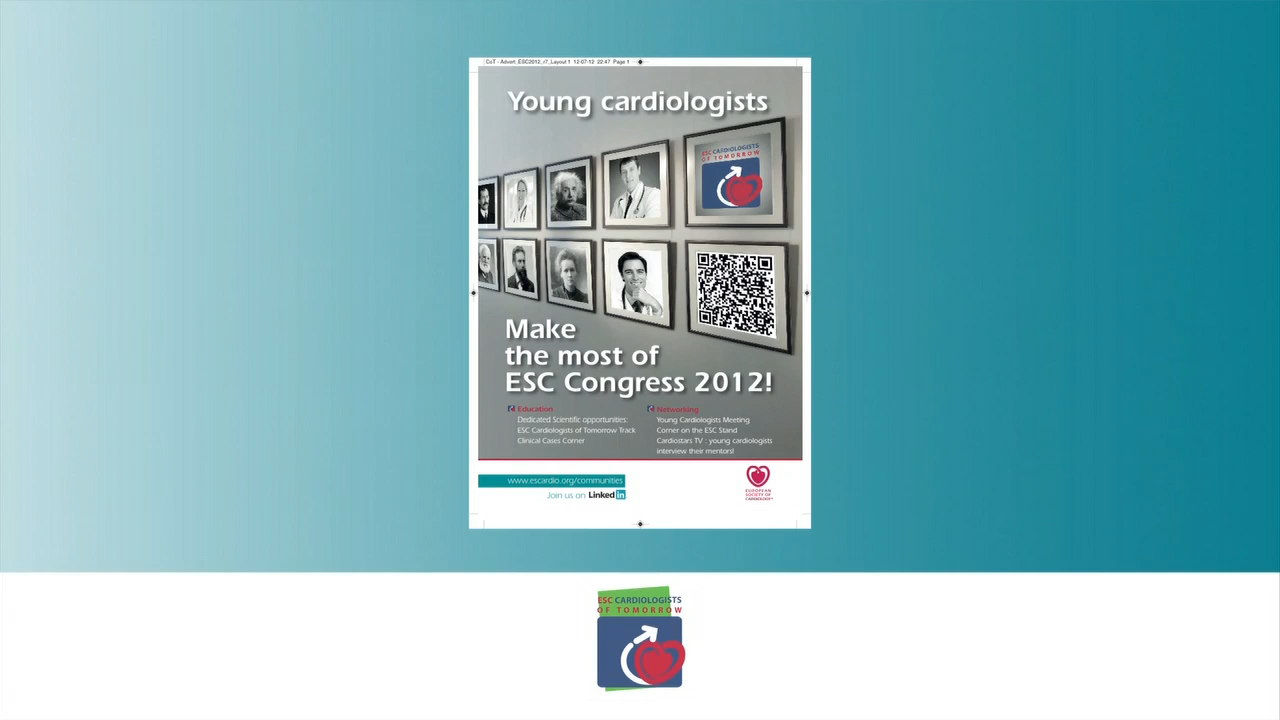 CoT - Advert_ESC2012_r7_Layout 1 12-07-12 22:47 Page 1
Young cardiologists
ESC CARDIOLOGISTS
OF TOMORROW
Make
the most of
ESC Congress 2012!
Education
Dedicated Scientific opportunities:
ESC Cardiologists of Tomorrow Track
Clinical Cases Corner
Networking
Young Cardiologists Meeting
Corner on the ESC Stand
Cardiostars TV : young cardiologists
interview their mentors!
www.escardio.org/communities
Join us on Linked in
EUROPEAN
SOCIETY OF
CARDIOLOGY®
ESC CARDIOLOGISTS
OF TOMORROW